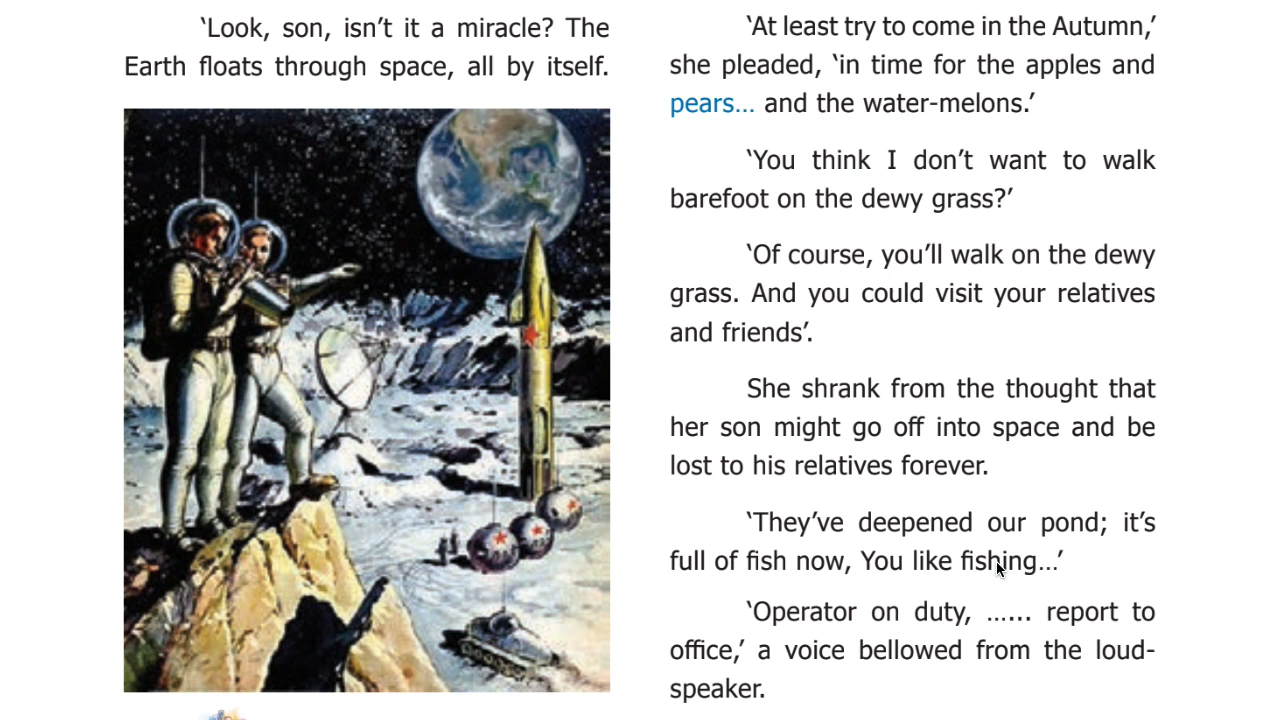 ‘Look, son, isn’t it a miracle? The
Earth floats through space, all by itself.
‘At least try to come in the Autumn,’
she pleaded, ‘in time for the apples and
pears... and the water-melons.’
‘You think I don’t want to walk
barefoot on the dewy grass?’
‘Of course, you’ll walk on the dewy
grass. And you could visit your relatives
and friends’.
She shrank from the thought that
her son might go off into space and be
lost to his relatives forever.
‘They’ve deepened our pond; it’s
full of fish now, You like fishing...’
‘Operator on duty, ...... report to
office,’ a voice bellowed from the loud-
speaker.